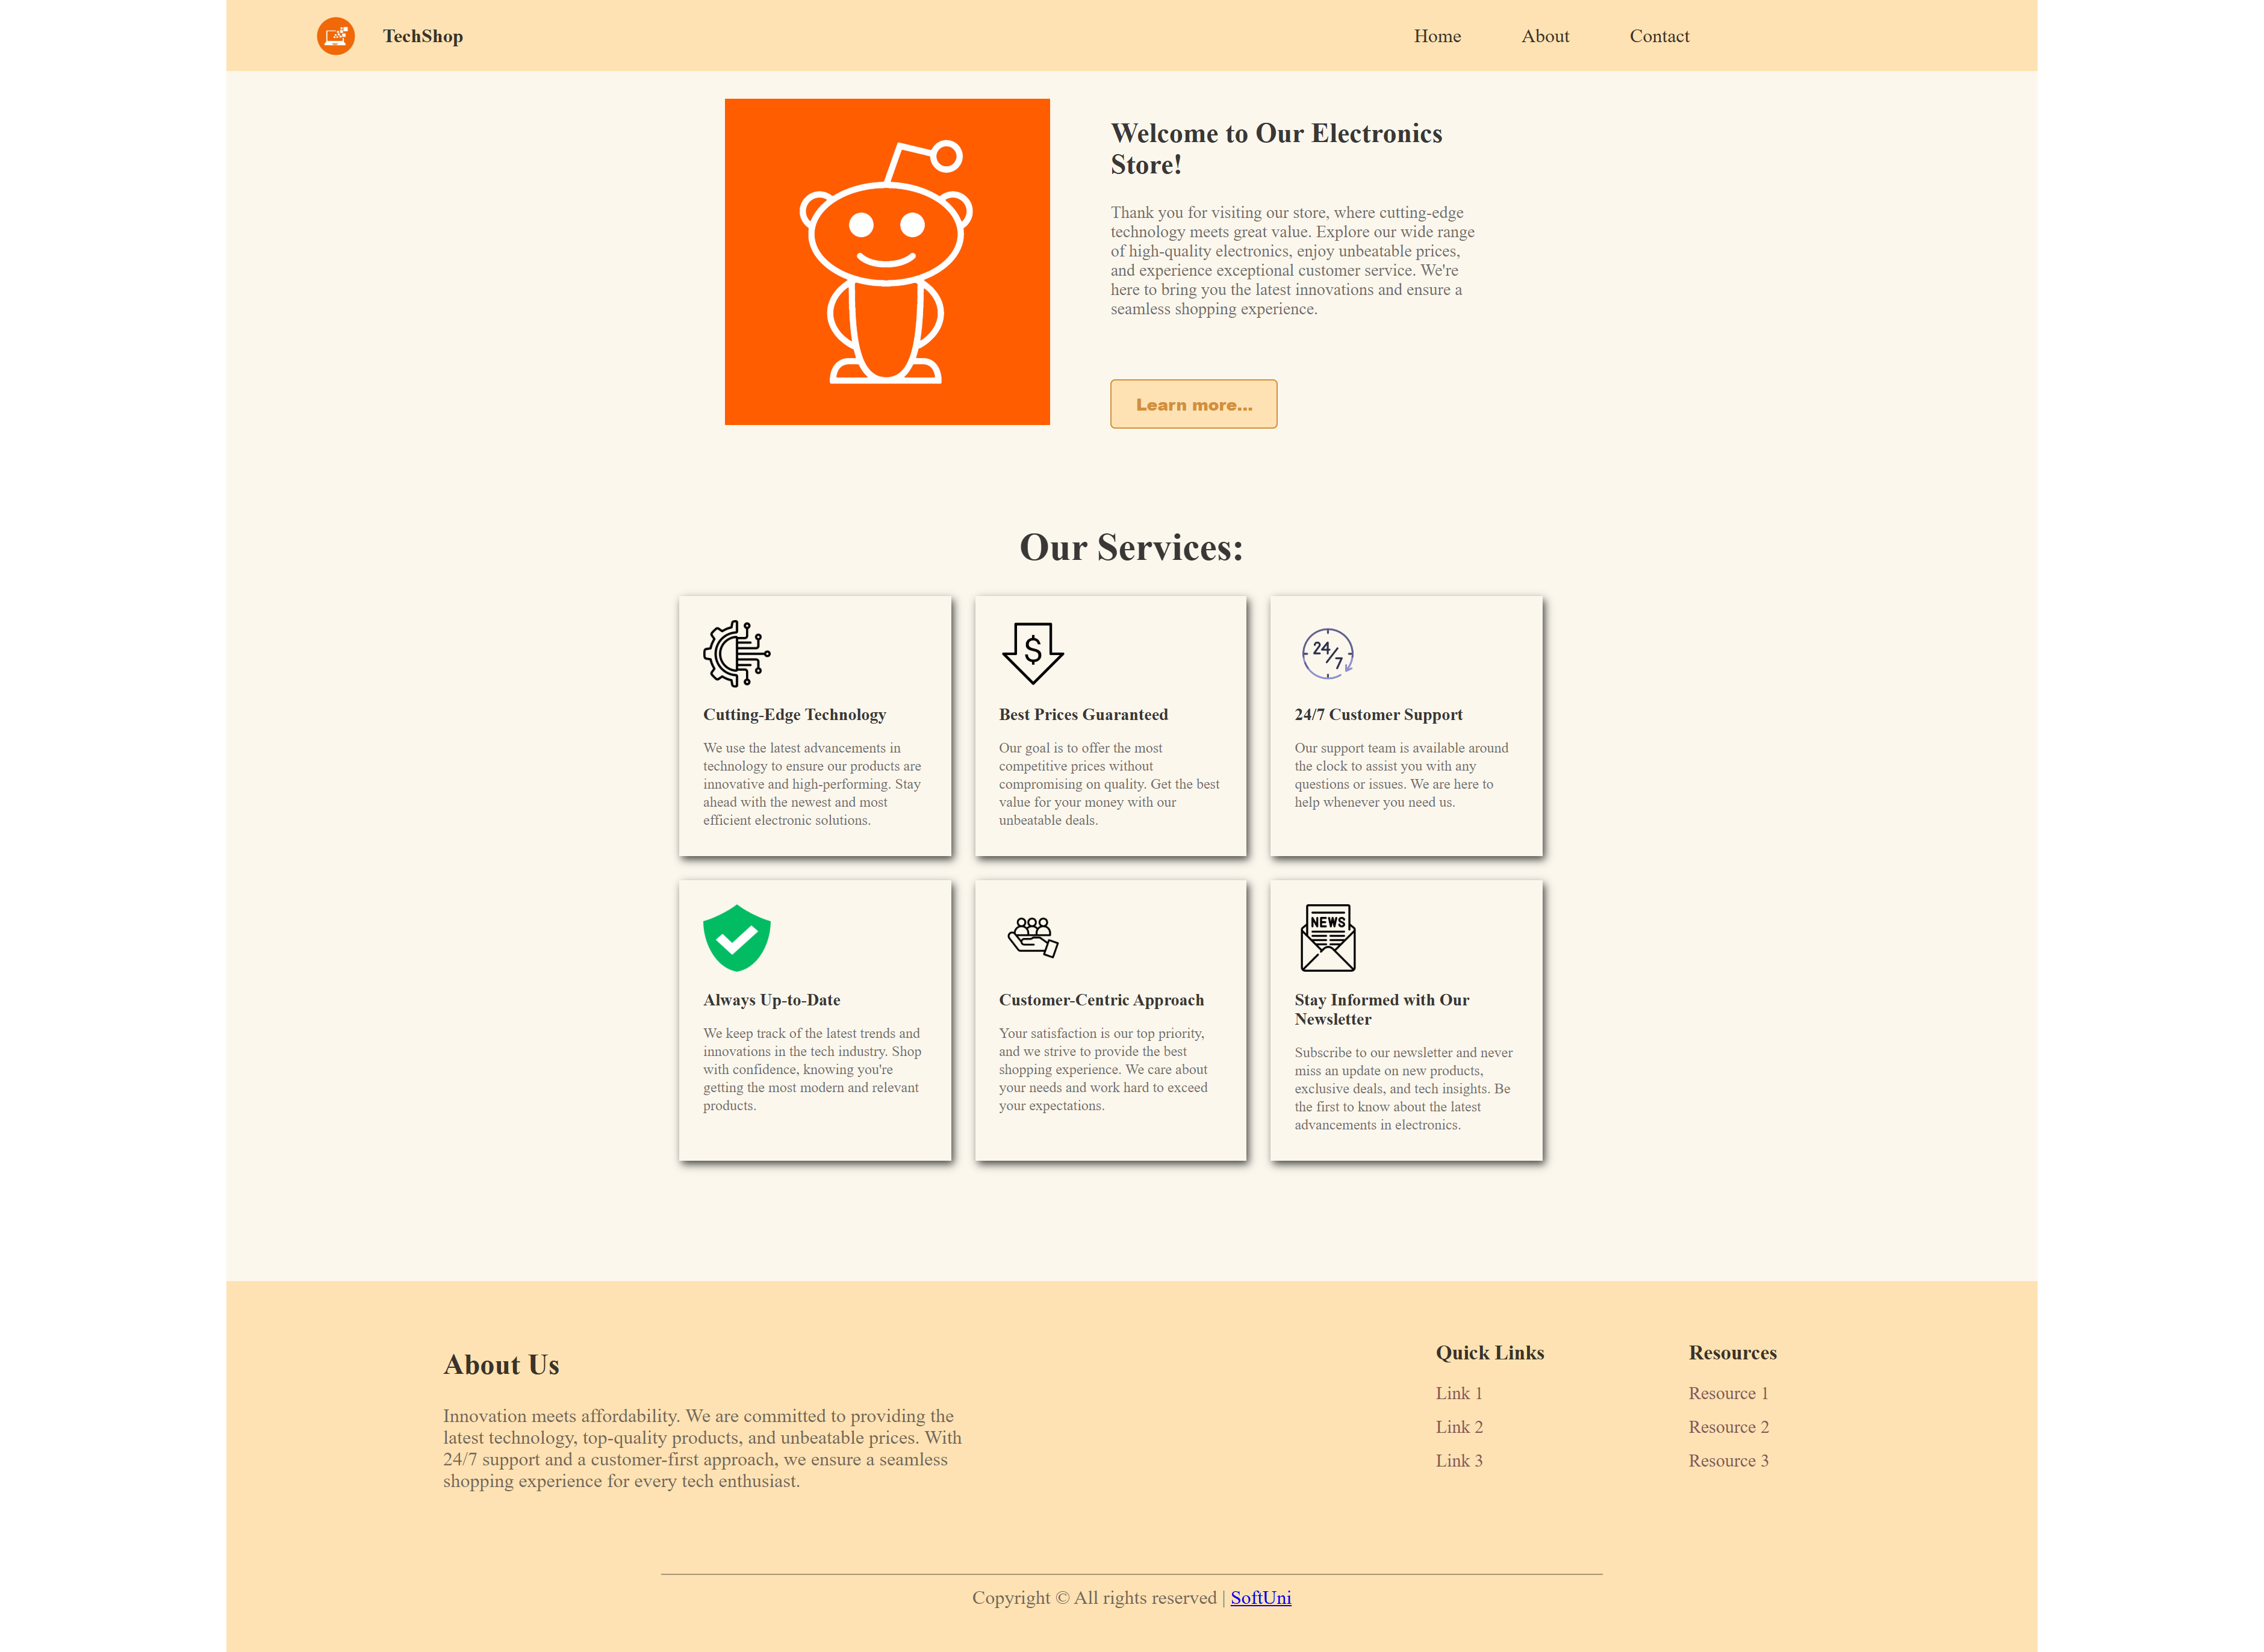 TechShop
Home
About
Contact
Welcome to Our Electronics
Store!
Thank you for visiting our store, where cutting-edge
technology meets great value. Explore our wide range
of high-quality electronics, enjoy unbeatable prices,
and experience exceptional customer service. We're
here to bring you the latest innovations and ensure a
seamless shopping experience.
Learn more...
Our Services:
Cutting-Edge Technology
We use the latest advancements in
technology to ensure our products are
innovative and high-performing. Stay
ahead with the newest and most
efficient electronic solutions.
$
Best Prices Guaranteed
Our goal is to offer the most
competitive prices without
compromising on quality. Get the best
value for your money with our
unbeatable deals.
24/7
24/7 Customer Support
Our support team is available around
the clock to assist you with any
questions or issues. We are here to
help whenever you need us.
Always Up-to-Date
We keep track of the latest trends and
innovations in the tech industry. Shop
with confidence, knowing you're
getting the most modern and relevant
products.
Customer-Centric Approach
Your satisfaction is our top priority,
and we strive to provide the best
shopping experience. We care about
your needs and work hard to exceed
your expectations.
NEWS
Stay Informed with Our
Newsletter
Subscribe to our newsletter and never
miss an update on new products,
exclusive deals, and tech insights. Be
the first to know about the latest
advancements in electronics.
About Us
Innovation meets affordability. We are committed to providing the
latest technology, top-quality products, and unbeatable prices. With
24/7 support and a customer-first approach, we ensure a seamless
shopping experience for every tech enthusiast.
Quick Links
Link 1
Link 2
Link 3
Resources
Resource 1
Resource 2
Resource 3
Copyright © All rights reserved | SoftUni